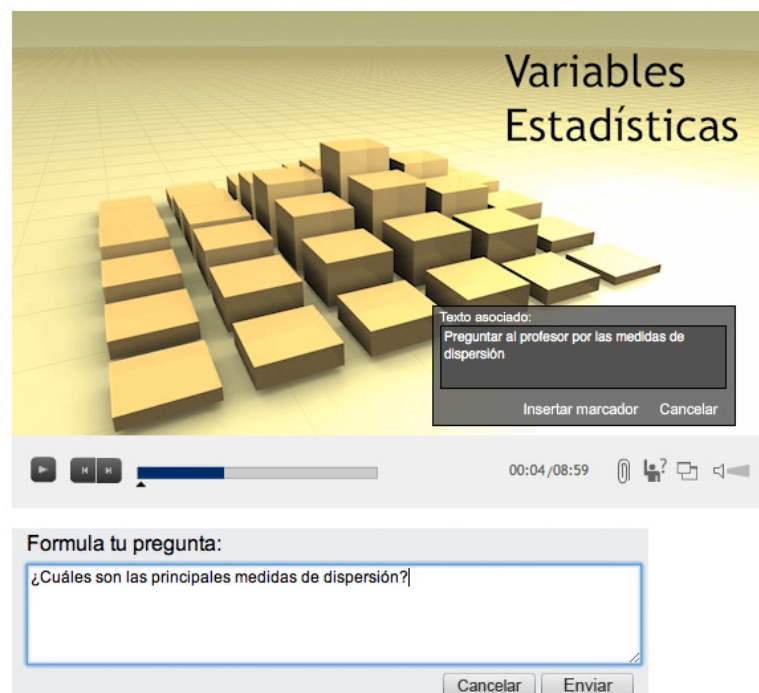 Variables
Estadísticas
Texto asociado:
Preguntar al profesor por las medidas de
dispersión
Insertar marcador Cancelar
00:04/08:59
?
Formula tu pregunta:
¿Cuáles son las principales medidas de dispersión?
Cancelar Enviar